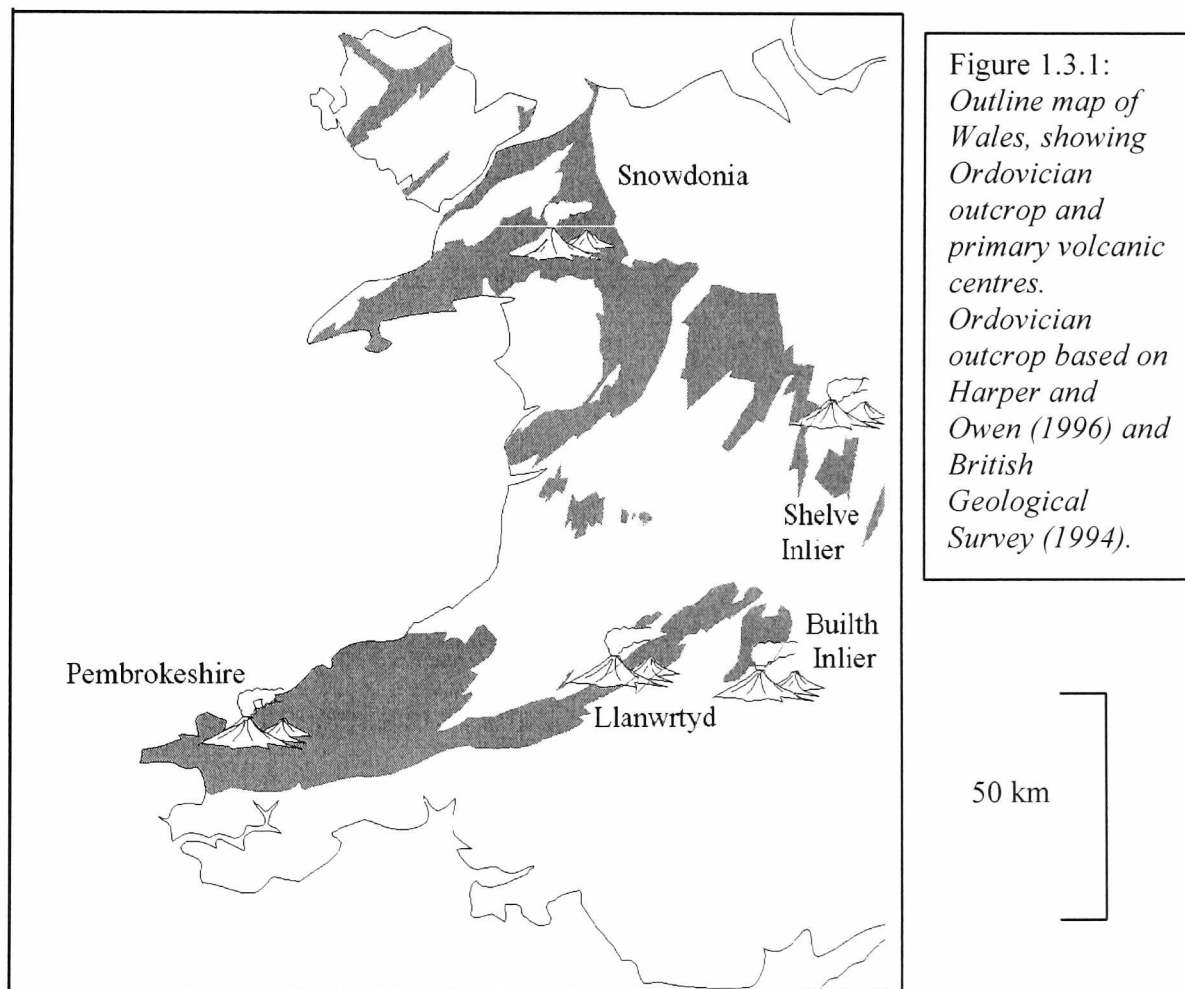 Snowdonia
Shelve
Inlier
Builth
Inlier
Pembrokeshire
Llanwrtyd
Figure 1.3.1:
Outline map of
Wales, showing
Ordovician
outcrop and
primary volcanic
centres.
Ordovician
outcrop based on
Harper and
Owen (1996) and
British
Geological
Survey (1994).
50 km